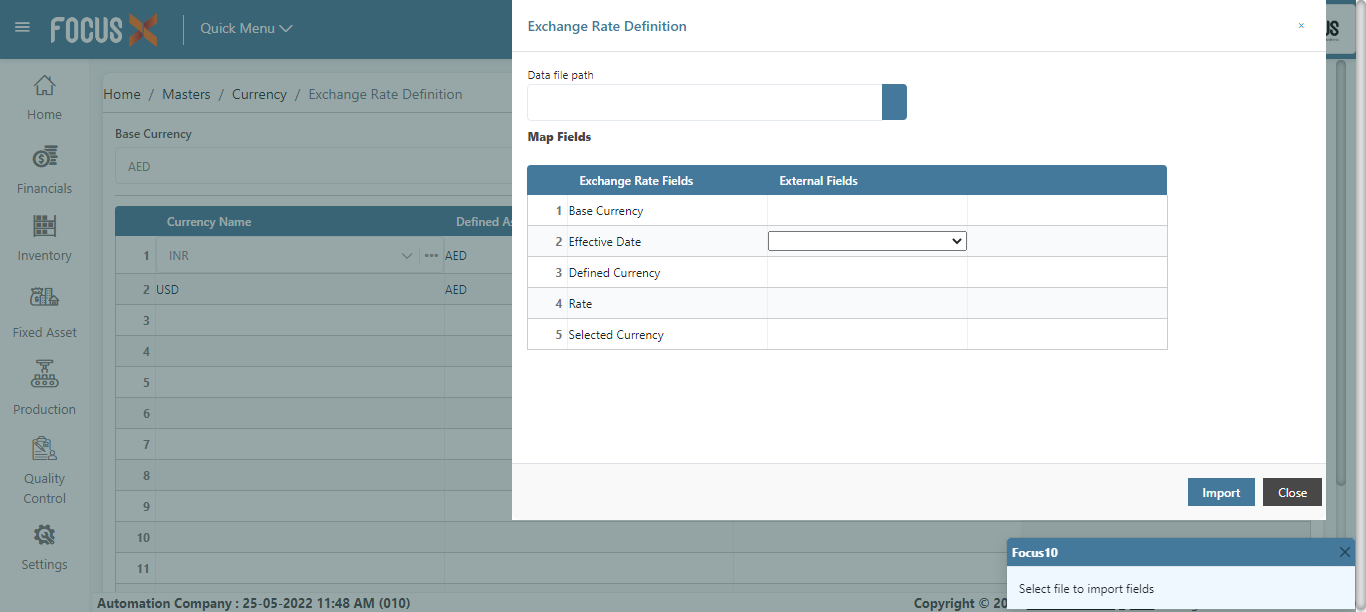 FOCUS X
Quick Menu
Exchange Rate Definition
×
US
Home
Financials
Inventory
Fixed Asset
Production
Quality
Control
Settings
Home / Masters / Currency / Exchange Rate Definition
Base Currency
AED
Currency Name
Defined As
1 INR AED
2 USD AED
3
4
5
6
7
8
9
10
11
Data file path
Map Fields
Exchange Rate Fields External Fields
1 Base Currency
2 Effective Date
3 Defined Currency
4 Rate
5 Selected Currency
Import Close
Focus10
Select file to import fields
Automation Company : 25-05-2022 11:48 AM (010)
Copyright © 20